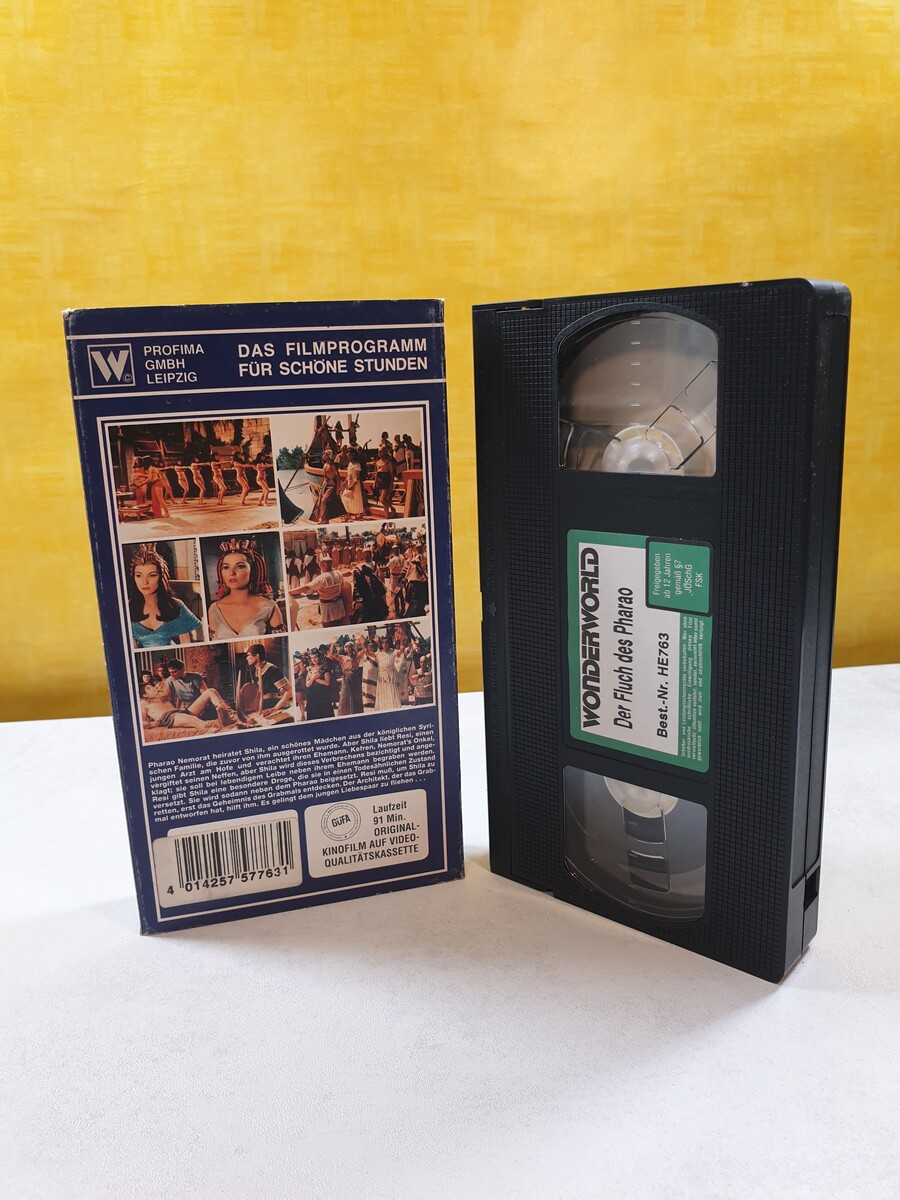 W
©
PROFIMA
GMBH
LEIPZIG
DAS FILMPROGRAMM
FÜR SCHÖNE STUNDEN
Pharao Nemorat heiratet Shila, ein schönes Mädchen aus der königlichen Syri-
schen Familie, die zuvor von ihm ausgerottet wurde. Aber Shila liebt Resi, einen
jungen Arzt am Hofe und verachtet ihren Ehemann. Kefren, Nemorat's Onkel,
vergiftet seinen Neffen, aber Shila wird dieses Verbrechens bezichtigt und ange-
klagt; sie soll bei lebendigem Leibe neben ihrem Ehemann begraben werden.
Resi gibt Shila eine besondere Droge, die sie in einen Todesähnlichen Zustand
versetzt. Sie wird sodann neben dem Pharao beigesetzt. Resi muß, um Shila zu
retten, erst das Geheimnis des Grabmals entdecken. Der Architekt, der das Grab-
mal entworfen hat, hilft ihm. Es gelingt dem jungen Liebespaar zu fliehen . . .
4 014257 577631
GÜFA
Laufzeit
91 Min.
ORIGINAL-
KINOFILM AUF VIDEO-
QUALITÄTSKASSETTE
WONDERWORLD
Der Fluch des Pharao
Best.-Nr. HE763
Freigegeben
ab 12 Jahren
gemäß §7
JÖSchG
FSK